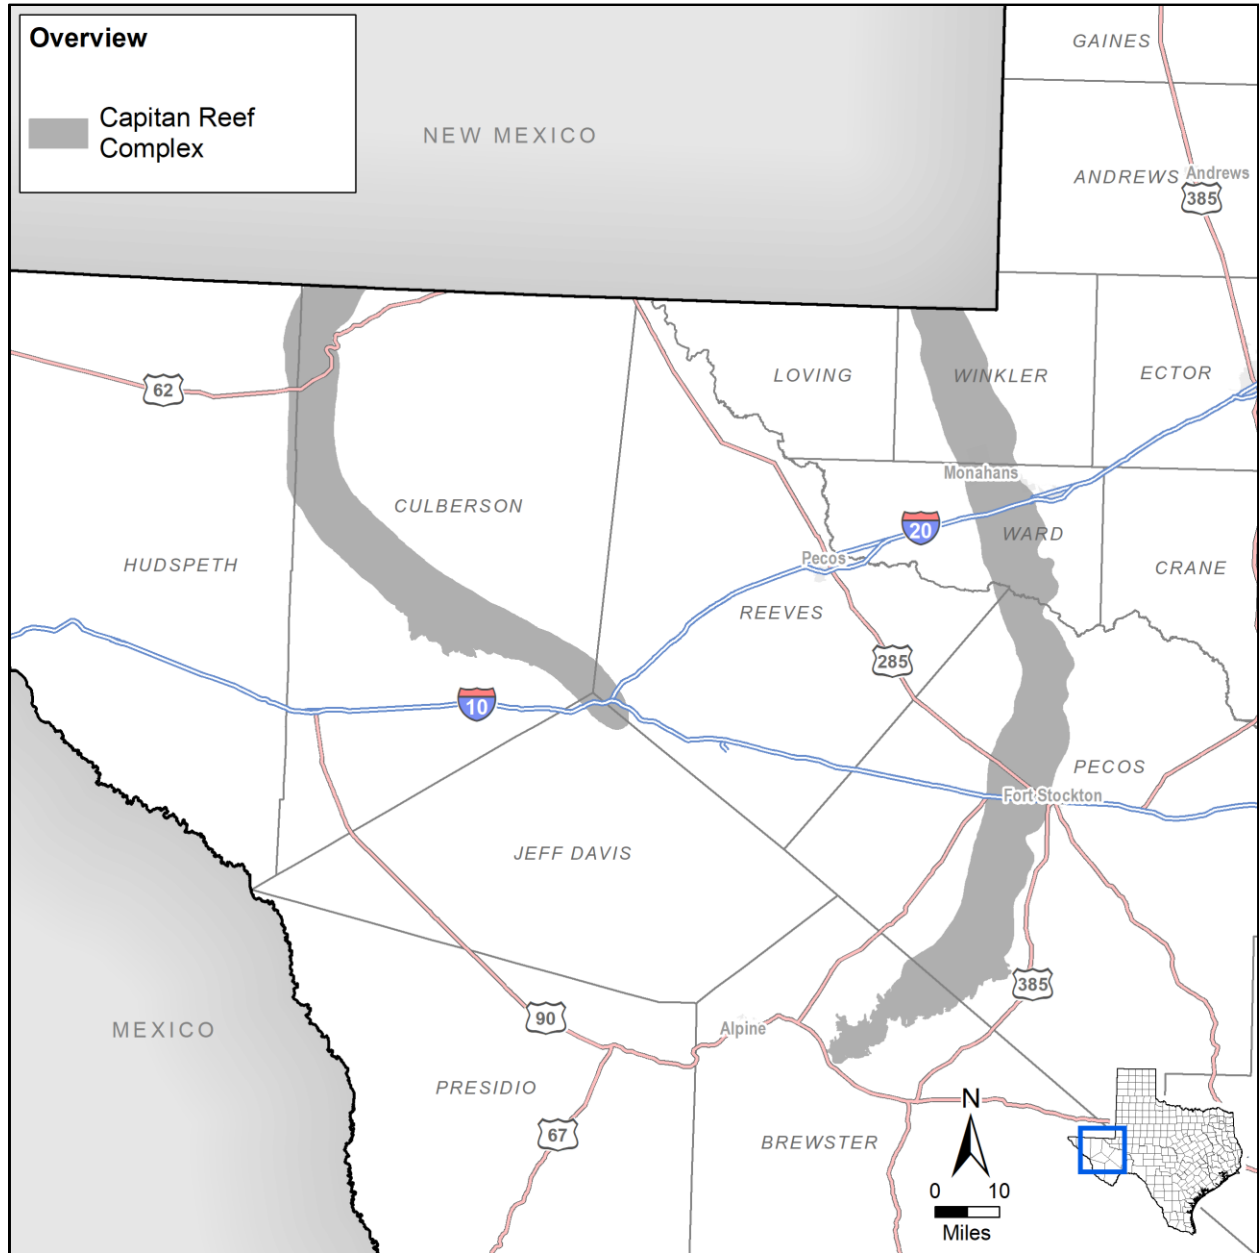 Overview
Capitan Reef
Complex
GAINES
NEW MEXICO
ANDREWS
Andrews
385
LOVING
WINKLER
ECTOR
62
Monahans
CULBERSON
20
WARD
Pecos
HUDSPETH
CRANE
REEVES
285
10
PECOS
Fort Stockton
JEFF DAVIS
385
90
MEXICO
Alpine
PRESIDIO
N
67
BREWSTER
0 10
Miles